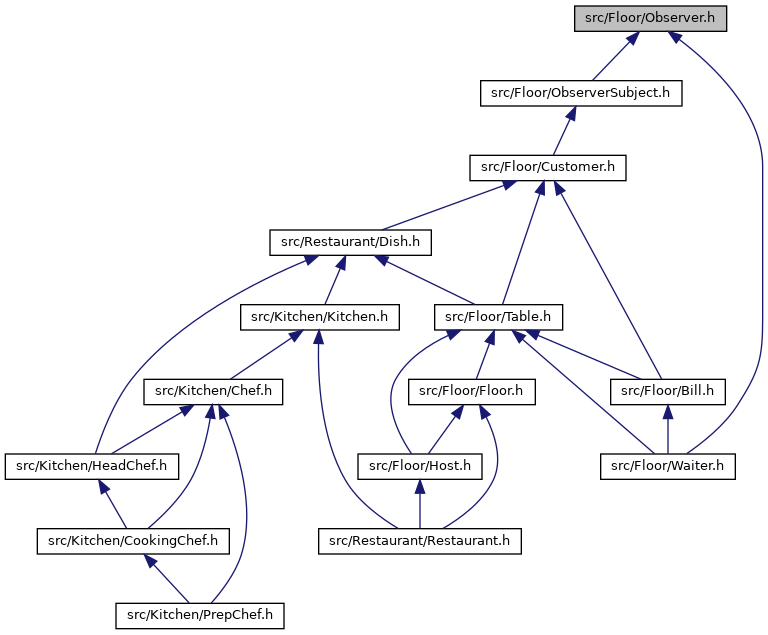 src/Floor/Observer.h
src/Floor/ObserverSubject.h
src/Floor/Customer.h
src/Restaurant/Dish.h
src/Kitchen/Kitchen.h
src/Floor/Table.h
src/Kitchen/Chef.h
src/Floor/Floor.h
src/Floor/Bill.h
src/Kitchen/HeadChef.h
src/Floor/Host.h
src/Floor/Waiter.h
src/Kitchen/CookingChef.h
src/Restaurant/Restaurant.h
src/Kitchen/PrepChef.h